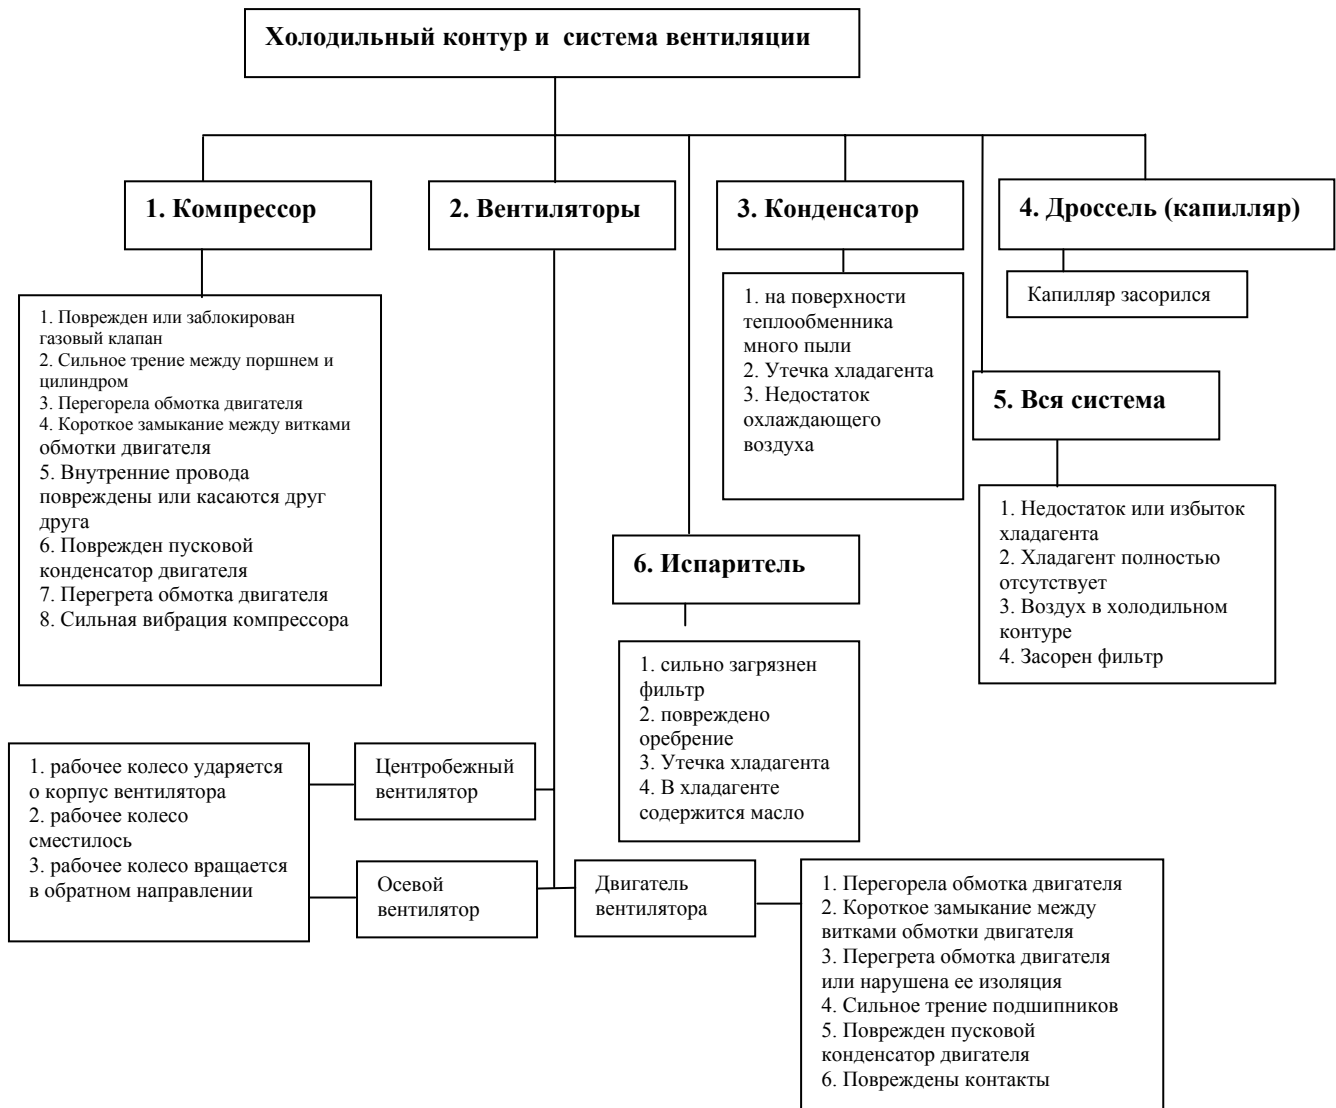 Холодильный контур и система вентиляции
1. Компрессор
2. Вентиляторы
3. Конденсатор
4. Дроссель (капилляр)
1. Поврежден или заблокирован
газовый клапан
2. Сильное трение между поршнем и
цилиндром
3. Перегорела обмотка двигателя
4. Короткое замыкание между витками
обмотки двигателя
5. Внутренние провода
повреждены или касаются друг
друга
6. Поврежден пусковой
конденсатор двигателя
7. Перегрета обмотка двигателя
8. Сильная вибрация компрессора
1. на поверхности
теплообменника
много пыли
2. Утечка хладагента
3. Недостаток
охлаждающего
воздуха
Капилляр засорился
5. Вся система
1. Недостаток или избыток
хладагента
2. Хладагент полностью
отсутствует
3. Воздух в холодильном
контуре
4. Засорен фильтр
6. Испаритель
1. сильно загрязнен
фильтр
2. повреждено
оребрение
3. Утечка хладагента
4. В хладагенте
содержится масло
1. рабочее колесо ударяется
о корпус вентилятора
2. рабочее колесо
сместилось
3. рабочее колесо вращается
в обратном направлении
Центробежный
вентилятор
Осевой
вентилятор
Двигатель
вентилятора
1. Перегорела обмотка двигателя
2. Короткое замыкание между
витками обмотки двигателя
3. Перегрета обмотка двигателя
или нарушена ее изоляция
4. Сильное трение подшипников
5. Поврежден пусковой
конденсатор двигателя
6. Повреждены контакты